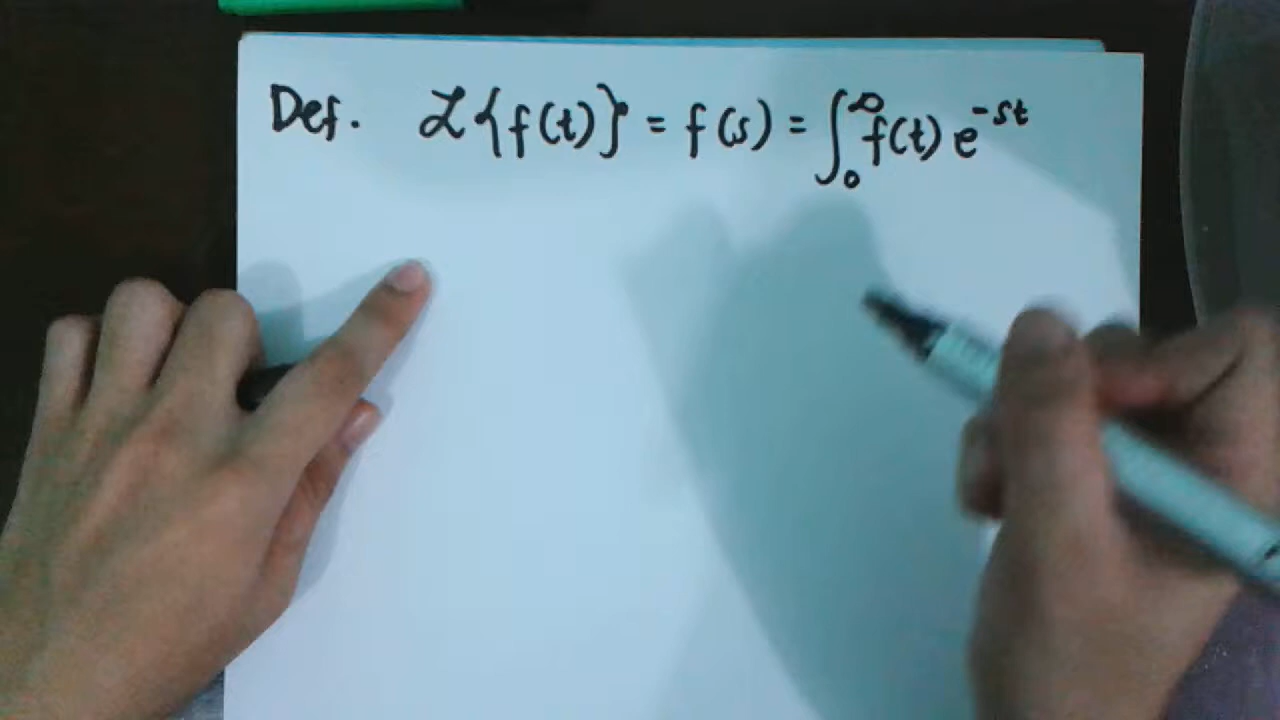 Def. ℒ{f(t)} = f(s) = ∫₀^∞ f(t) e^{-st}